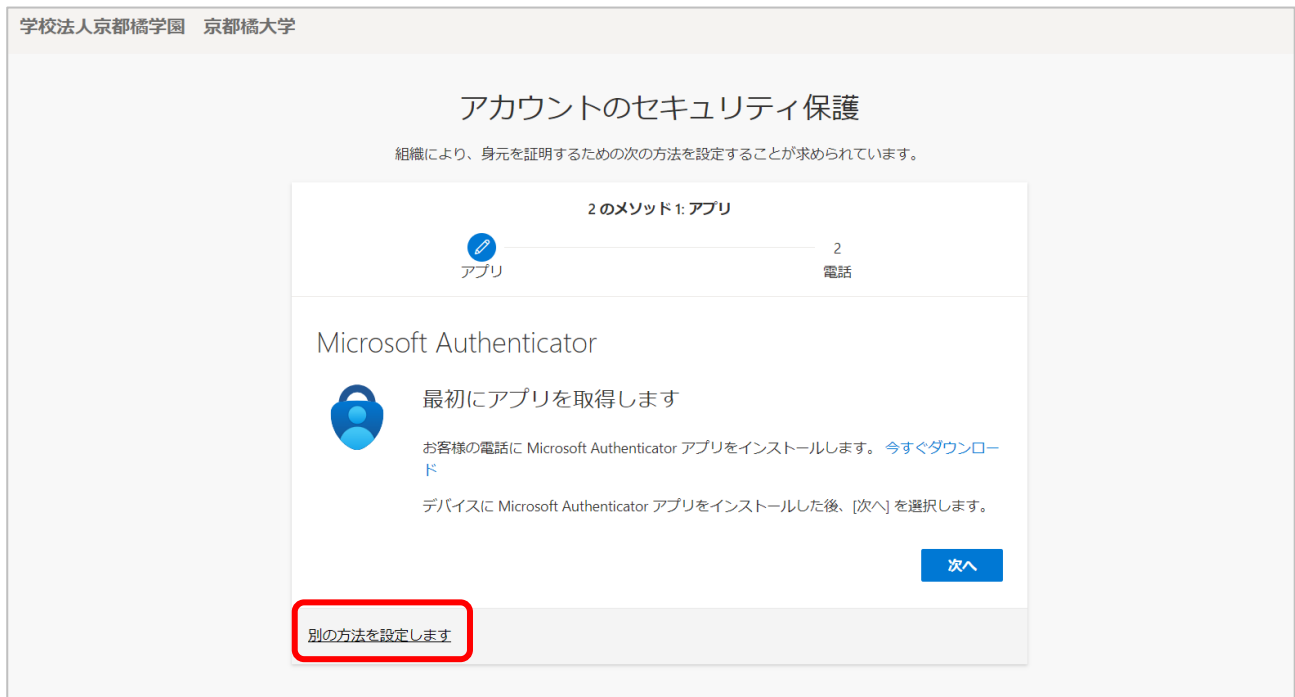 学校法人京都橘学園　京都橘大学
アカウントのセキュリティ保護
組織により、身元を証明するための次の方法を設定することが求められています。
2 のメソッド 1: アプリ
2
アプリ
電話
Microsoft Authenticator
最初にアプリを取得します
お客様の電話に Microsoft Authenticator アプリをインストールします。 今すぐダウンロー
ド
デバイスに Microsoft Authenticator アプリをインストールした後、[次へ] を選択します。
次へ
別の方法を設定します